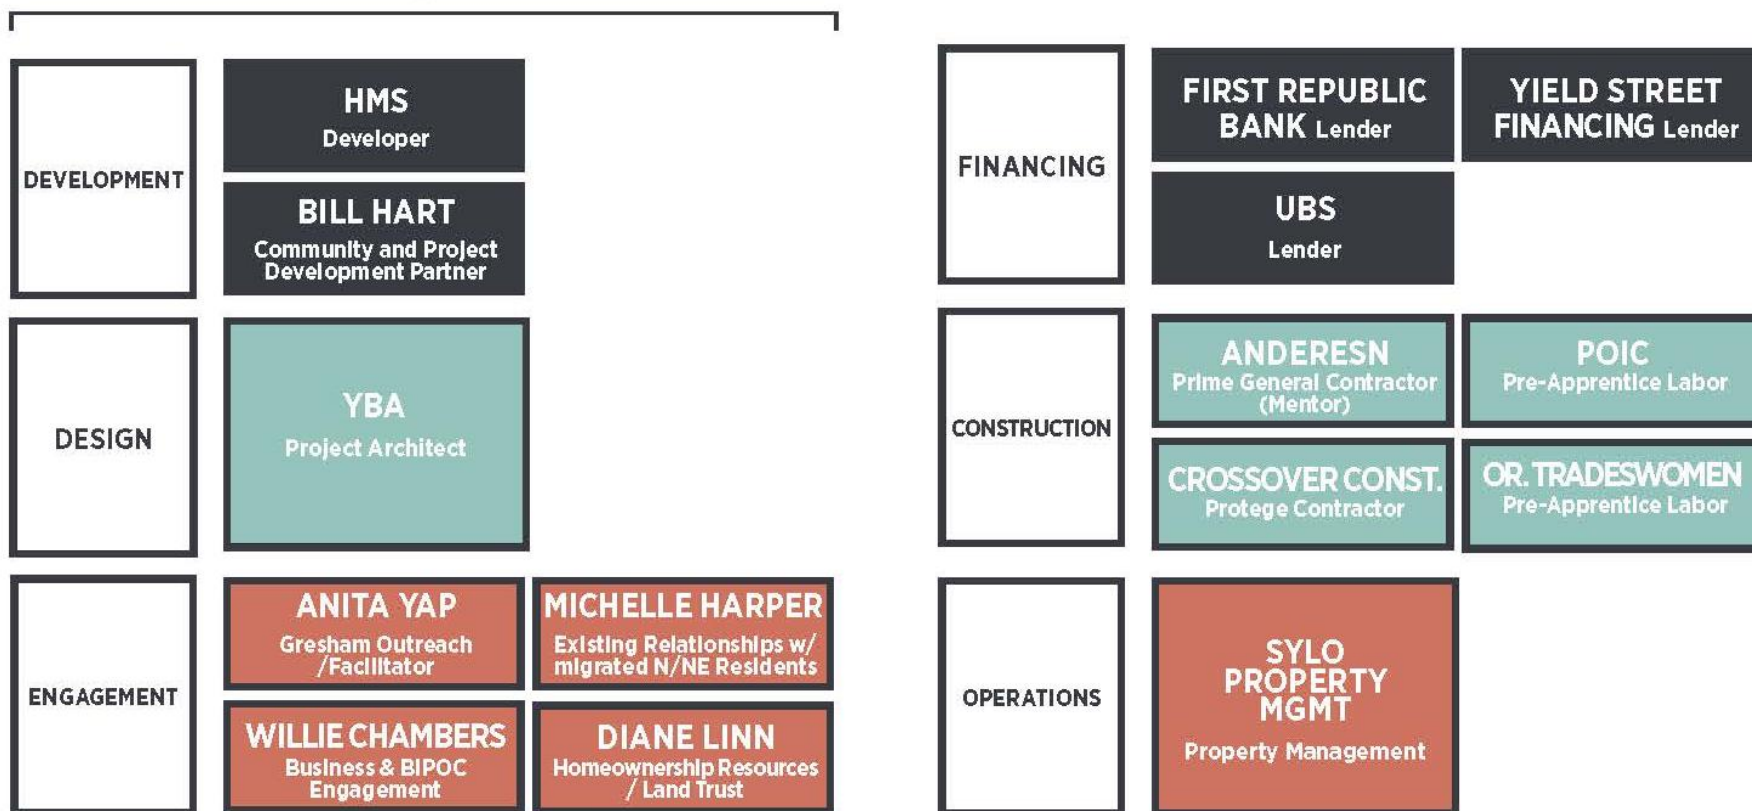 DEVELOPMENT
HMS
Developer
BILL HART
Community and Project
Development Partner
DESIGN
YBA
Project Architect
ENGAGEMENT
ANITA YAP
Gresham Outreach
/Facilitator
MICHELLE HARPER
Existing Relationships w/
migrated N/NE Residents
WILLIE CHAMBERS
Business & BIPOC
Engagement
DIANE LINN
Homeownership Resources
/ Land Trust
FINANCING
FIRST REPUBLIC
BANK Lender
YIELD STREET
FINANCING Lender
UBS
Lender
CONSTRUCTION
ANDERESN
Prime General Contractor
(Mentor)
POIC
Pre-Apprentice Labor
CROSSOVER CONST.
Protege Contractor
OR. TRADESWOMEN
Pre-Apprentice Labor
OPERATIONS
SYLO
PROPERTY
MGMT
Property Management